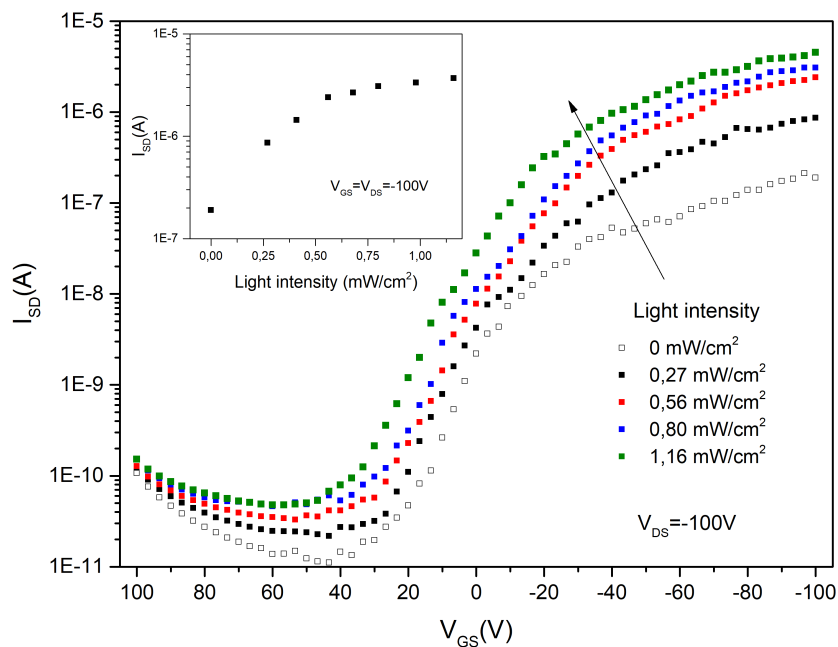 1E-5
1E-6
1E-7
1E-8
1E-9
1E-10
1E-11
I_SD(A)
100 80 60 40 20 0 -20 -40 -60 -80 -100
V_GS(V)
1E-5
1E-6
1E-7
I_SD(A)
V_GS=V_DS=-100V
0,00 0,25 0,50 0,75 1,00
Light intensity (mW/cm²)
Light intensity
0 mW/cm²
0,27 mW/cm²
0,56 mW/cm²
0,80 mW/cm²
1,16 mW/cm²
V_DS=-100V